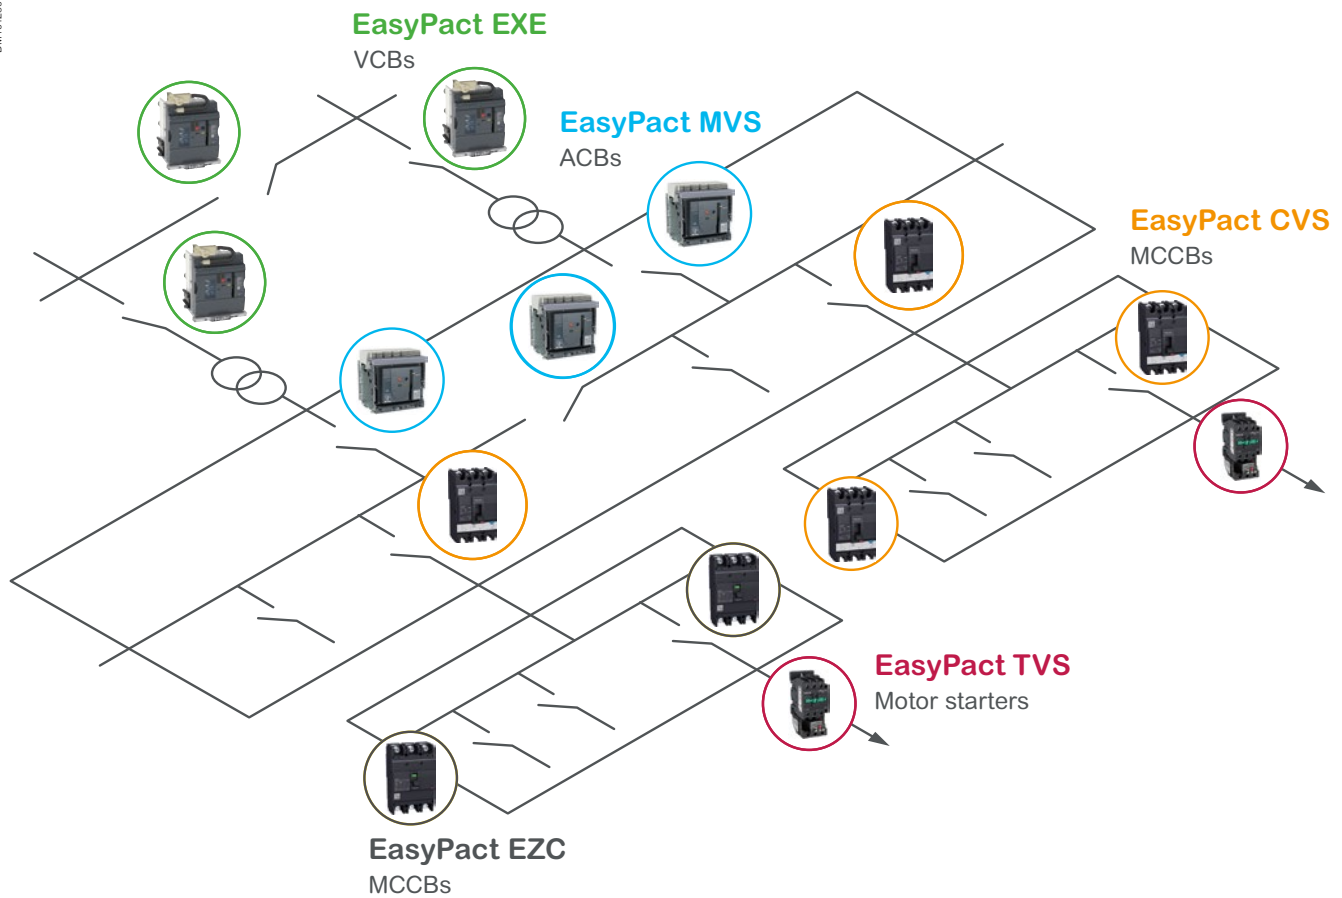 EasyPact EXE
VCBs
EasyPact MVS
ACBs
EasyPact CVS
MCCBs
EasyPact TVS
Motor starters
EasyPact EZC
MCCBs